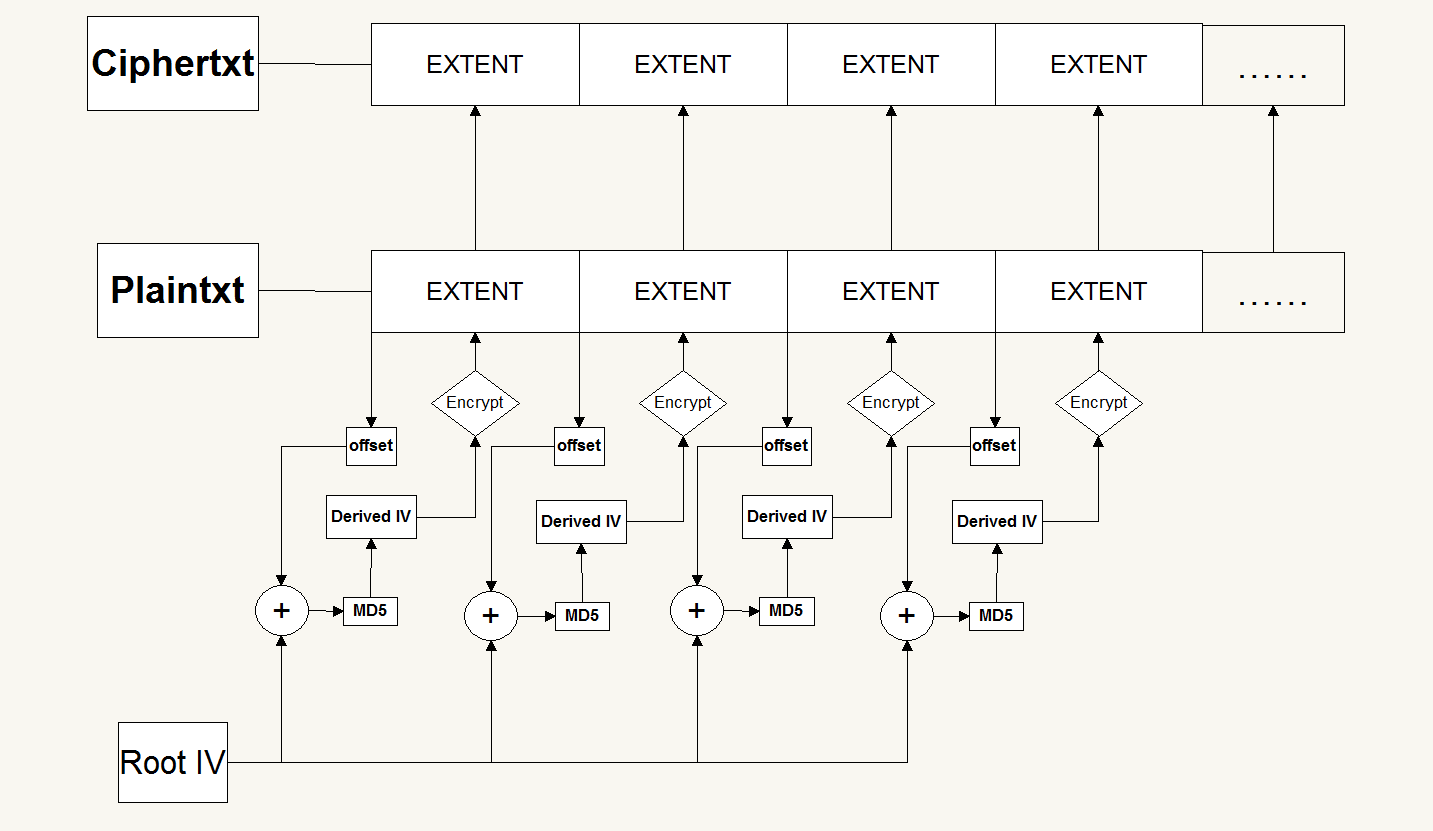 Ciphertxt
EXTENT EXTENT EXTENT EXTENT ......
Plaintxt
EXTENT EXTENT EXTENT EXTENT ......
Encrypt Encrypt Encrypt Encrypt
offset offset offset offset
Derived IV Derived IV Derived IV Derived IV
+ MD5 + MD5 + MD5 + MD5
Root IV